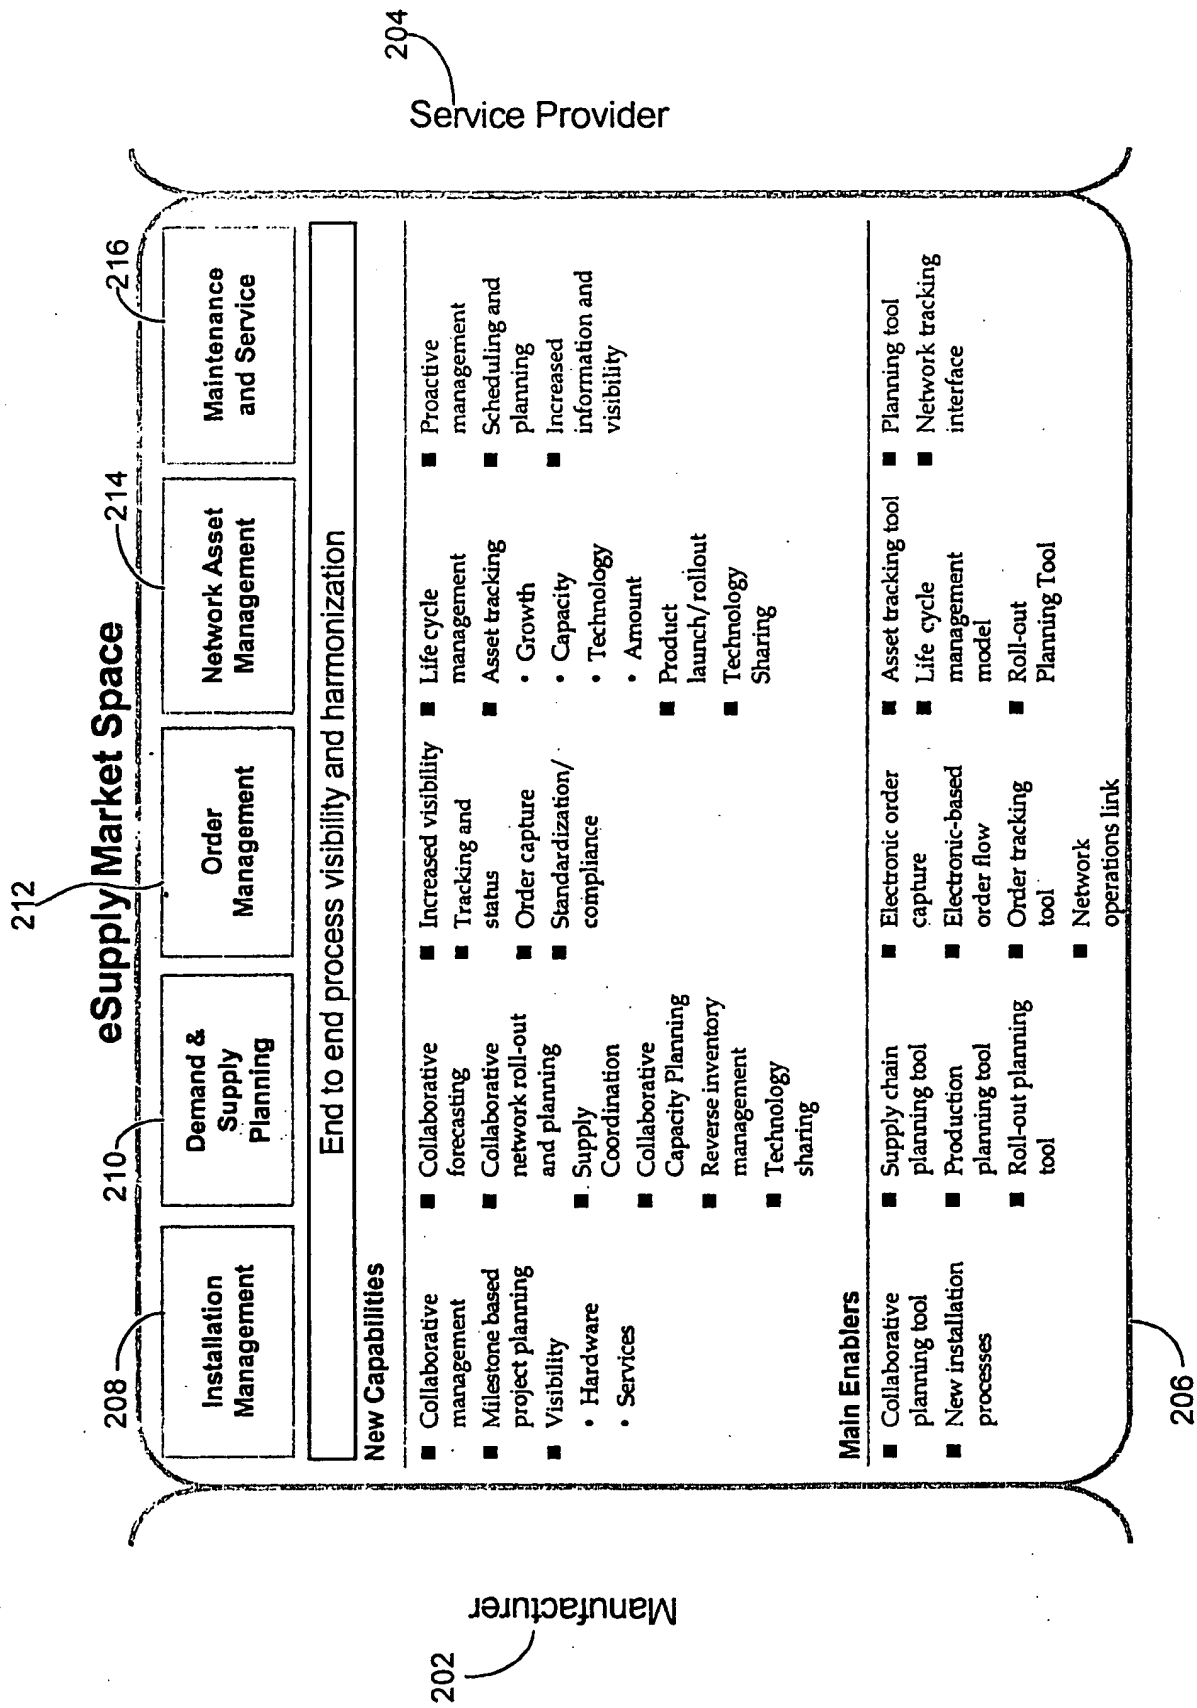 eSupply Market Space
212
208
210
214
216
Installation
Management
Demand &
Supply
Planning
Order
Management
Network Asset
Management
Maintenance
and Service
End to end process visibility and harmonization
New Capabilities
■ Collaborative
management
■ Milestone based
project planning
■ Visibility
• Hardware
• Services
■ Collaborative
forecasting
■ Collaborative
network roll-out
and planning
■ Supply
Coordination
■ Collaborative
Capacity Planning
■ Reverse inventory
management
■ Technology
sharing
■ Increased visibility
■ Tracking and
status
■ Order capture
■ Standardization/
compliance
■ Life cycle
management
■ Asset tracking
• Growth
• Capacity
• Technology
• Amount
■ Product
launch/rollout
■ Technology
Sharing
■ Proactive
management
■ Scheduling and
planning
■ Increased
information and
visibility
Main Enablers
■ Collaborative
planning tool
■ New installation
processes
■ Supply chain
planning tool
■ Production
planning tool
■ Roll-out planning
tool
■ Electronic order
capture
■ Electronic-based
order flow
■ Order tracking
tool
■ Network
operations link
■ Asset tracking tool
■ Life cycle
management
model
■ Roll-out
Planning Tool
■ Planning tool
■ Network tracking
interface
Manufacturer
202
Service Provider
204
206